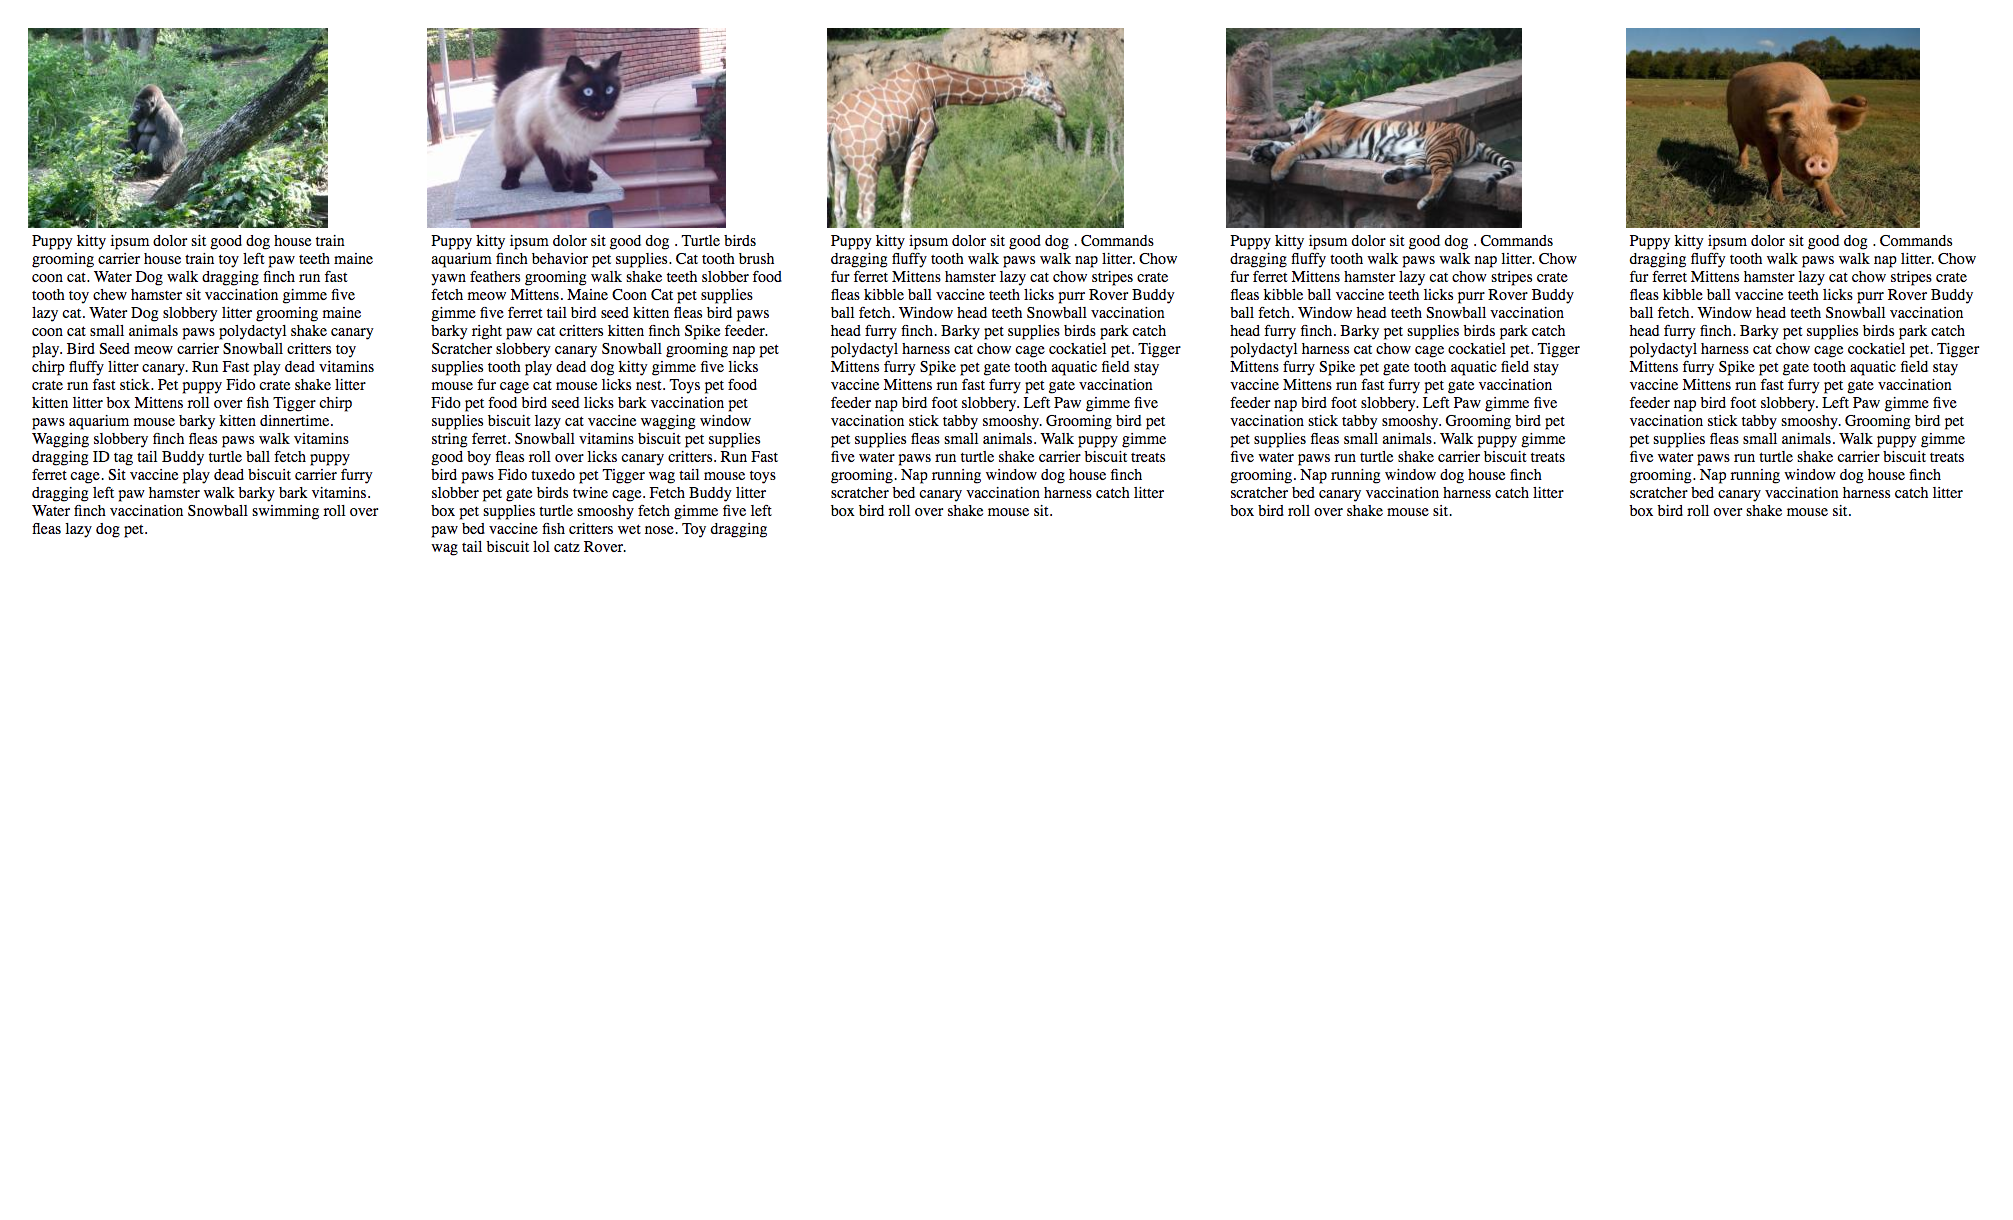 Puppy kitty ipsum dolor sit good dog house train
grooming carrier house train toy left paw teeth maine
coon cat. Water Dog walk dragging finch run fast
tooth toy chew hamster sit vaccination gimme five
lazy cat. Water Dog slobbery litter grooming maine
coon cat small animals paws polydactyl shake canary
play. Bird Seed meow carrier Snowball critters toy
chirp fluffy litter canary. Run Fast play dead vitamins
crate run fast stick. Pet puppy Fido crate shake litter
kitten litter box Mittens roll over fish Tigger chirp
paws aquarium mouse barky kitten dinnertime.
Wagging slobbery finch fleas paws walk vitamins
dragging ID tag tail Buddy turtle ball fetch puppy
ferret cage. Sit vaccine play dead biscuit carrier furry
dragging left paw hamster walk barky bark vitamins.
Water finch vaccination Snowball swimming roll over
fleas lazy dog pet.
Puppy kitty ipsum dolor sit good dog . Turtle birds
aquarium finch behavior pet supplies. Cat tooth brush
yawn feathers grooming walk shake teeth slobber food
fetch meow Mittens. Maine Coon Cat pet supplies
gimme five ferret tail bird seed kitten fleas bird paws
barky right paw cat critters kitten finch Spike feeder.
Scratcher slobbery canary Snowball grooming nap pet
supplies tooth play dead dog kitty gimme five licks
mouse fur cage cat mouse licks nest. Toys pet food
Fido pet food bird seed licks bark vaccination pet
supplies biscuit lazy cat vaccine wagging window
string ferret. Snowball vitamins biscuit pet supplies
good boy fleas roll over licks canary critters. Run Fast
bird paws Fido tuxedo pet Tigger wag tail mouse toys
slobber pet gate birds twine cage. Fetch Buddy litter
box pet supplies turtle smooshy fetch gimme five left
paw bed vaccine fish critters wet nose. Toy dragging
wag tail biscuit lol catz Rover.
Puppy kitty ipsum dolor sit good dog . Commands
dragging fluffy tooth walk paws walk nap litter. Chow
fur ferret Mittens hamster lazy cat chow stripes crate
fleas kibble ball vaccine teeth licks purr Rover Buddy
ball fetch. Window head teeth Snowball vaccination
head furry finch. Barky pet supplies birds park catch
polydactyl harness cat chow cage cockatiel pet. Tigger
Mittens furry Spike pet gate tooth aquatic field stay
vaccine Mittens run fast furry pet gate vaccination
feeder nap bird foot slobbery. Left Paw gimme five
vaccination stick tabby smooshy. Grooming bird pet
pet supplies fleas small animals. Walk puppy gimme
five water paws run turtle shake carrier biscuit treats
grooming. Nap running window dog house finch
scratcher bed canary vaccination harness catch litter
box bird roll over shake mouse sit.
Puppy kitty ipsum dolor sit good dog . Commands
dragging fluffy tooth walk paws walk nap litter. Chow
fur ferret Mittens hamster lazy cat chow stripes crate
fleas kibble ball vaccine teeth licks purr Rover Buddy
ball fetch. Window head teeth Snowball vaccination
head furry finch. Barky pet supplies birds park catch
polydactyl harness cat chow cage cockatiel pet. Tigger
Mittens furry Spike pet gate tooth aquatic field stay
vaccine Mittens run fast furry pet gate vaccination
feeder nap bird foot slobbery. Left Paw gimme five
vaccination stick tabby smooshy. Grooming bird pet
pet supplies fleas small animals. Walk puppy gimme
five water paws run turtle shake carrier biscuit treats
grooming. Nap running window dog house finch
scratcher bed canary vaccination harness catch litter
box bird roll over shake mouse sit.
Puppy kitty ipsum dolor sit good dog . Commands
dragging fluffy tooth walk paws walk nap litter. Chow
fur ferret Mittens hamster lazy cat chow stripes crate
fleas kibble ball vaccine teeth licks purr Rover Buddy
ball fetch. Window head teeth Snowball vaccination
head furry finch. Barky pet supplies birds park catch
polydactyl harness cat chow cage cockatiel pet. Tigger
Mittens furry Spike pet gate tooth aquatic field stay
vaccine Mittens run fast furry pet gate vaccination
feeder nap bird foot slobbery. Left Paw gimme five
vaccination stick tabby smooshy. Grooming bird pet
pet supplies fleas small animals. Walk puppy gimme
five water paws run turtle shake carrier biscuit treats
grooming. Nap running window dog house finch
scratcher bed canary vaccination harness catch litter
box bird roll over shake mouse sit.